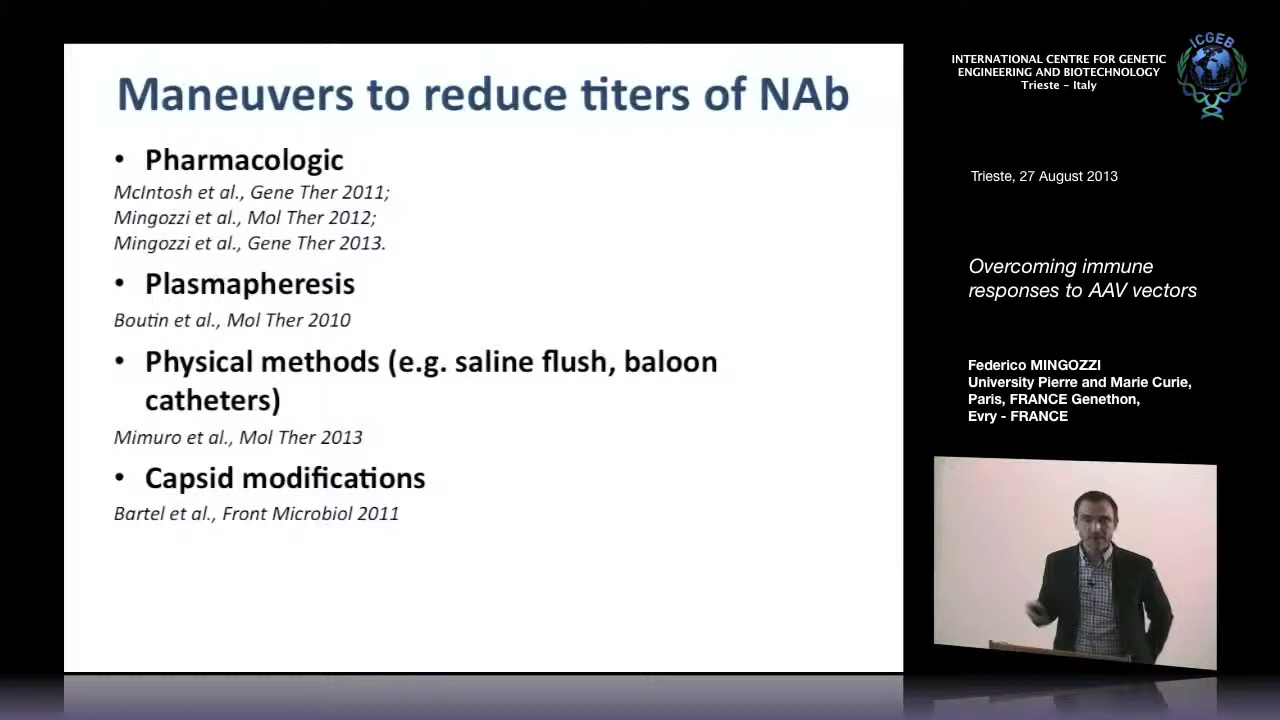 Maneuvers to reduce titers of NAb
• Pharmacologic
McIntosh et al., Gene Ther 2011;
Mingozzi et al., Mol Ther 2012;
Mingozzi et al., Gene Ther 2013.
• Plasmapheresis
Boutin et al., Mol Ther 2010
• Physical methods (e.g. saline flush, baloon
catheters)
Mimuro et al., Mol Ther 2013
• Capsid modifications
Bartel et al., Front Microbiol 2011
INTERNATIONAL CENTRE FOR GENETIC
ENGINEERING AND BIOTECHNOLOGY
Trieste - Italy
ICGEB
Trieste, 27 August 2013
Overcoming immune
responses to AAV vectors
Federico MINGOZZI
University Pierre and Marie Curie,
Paris, FRANCE Genethon,
Evry - FRANCE